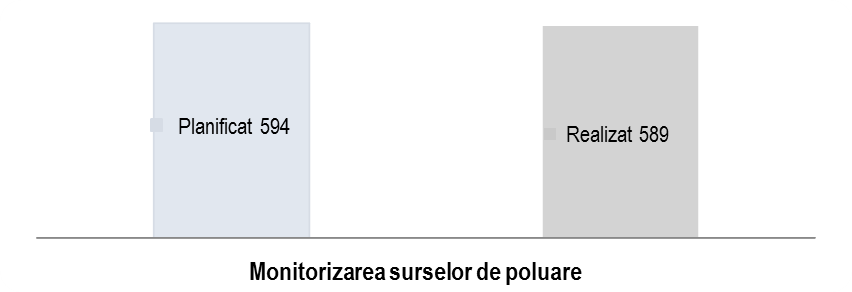 Planificat 594
Realizat 589
Monitorizarea surselor de poluare